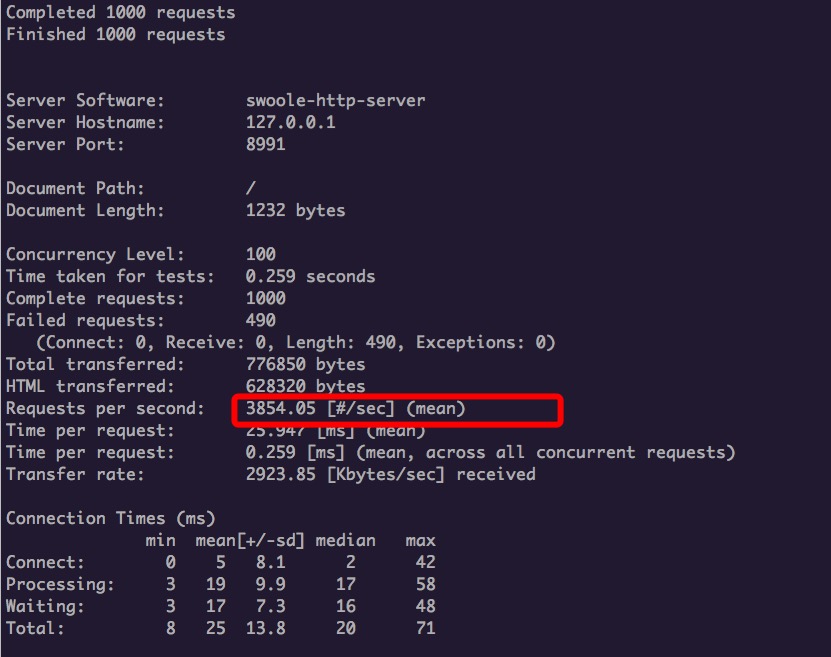 Completed 1000 requests
Finished 1000 requests
Server Software: swoole-http-server
Server Hostname: 127.0.0.1
Server Port: 8991
Document Path: /
Document Length: 1232 bytes
Concurrency Level: 100
Time taken for tests: 0.259 seconds
Complete requests: 1000
Failed requests: 490
(Connect: 0, Receive: 0, Length: 490, Exceptions: 0)
Total transferred: 776850 bytes
HTML transferred: 628320 bytes
Requests per second: 3854.05 [#/sec] (mean)
Time per request: 25.947 [ms] (mean)
Time per request: 0.259 [ms] (mean, across all concurrent requests)
Transfer rate: 2923.85 [Kbytes/sec] received
Connection Times (ms)
min mean[+/-sd] median max
Connect: 0 5 8.1 2 42
Processing: 3 19 9.9 17 58
Waiting: 3 17 7.3 16 48
Total: 8 25 13.8 20 71